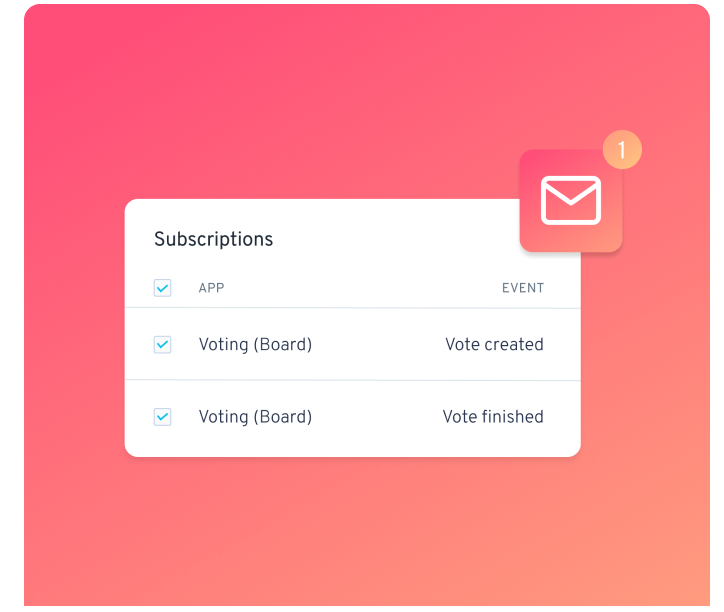 1
Subscriptions
APP EVENT
Voting (Board) Vote created
Voting (Board) Vote finished